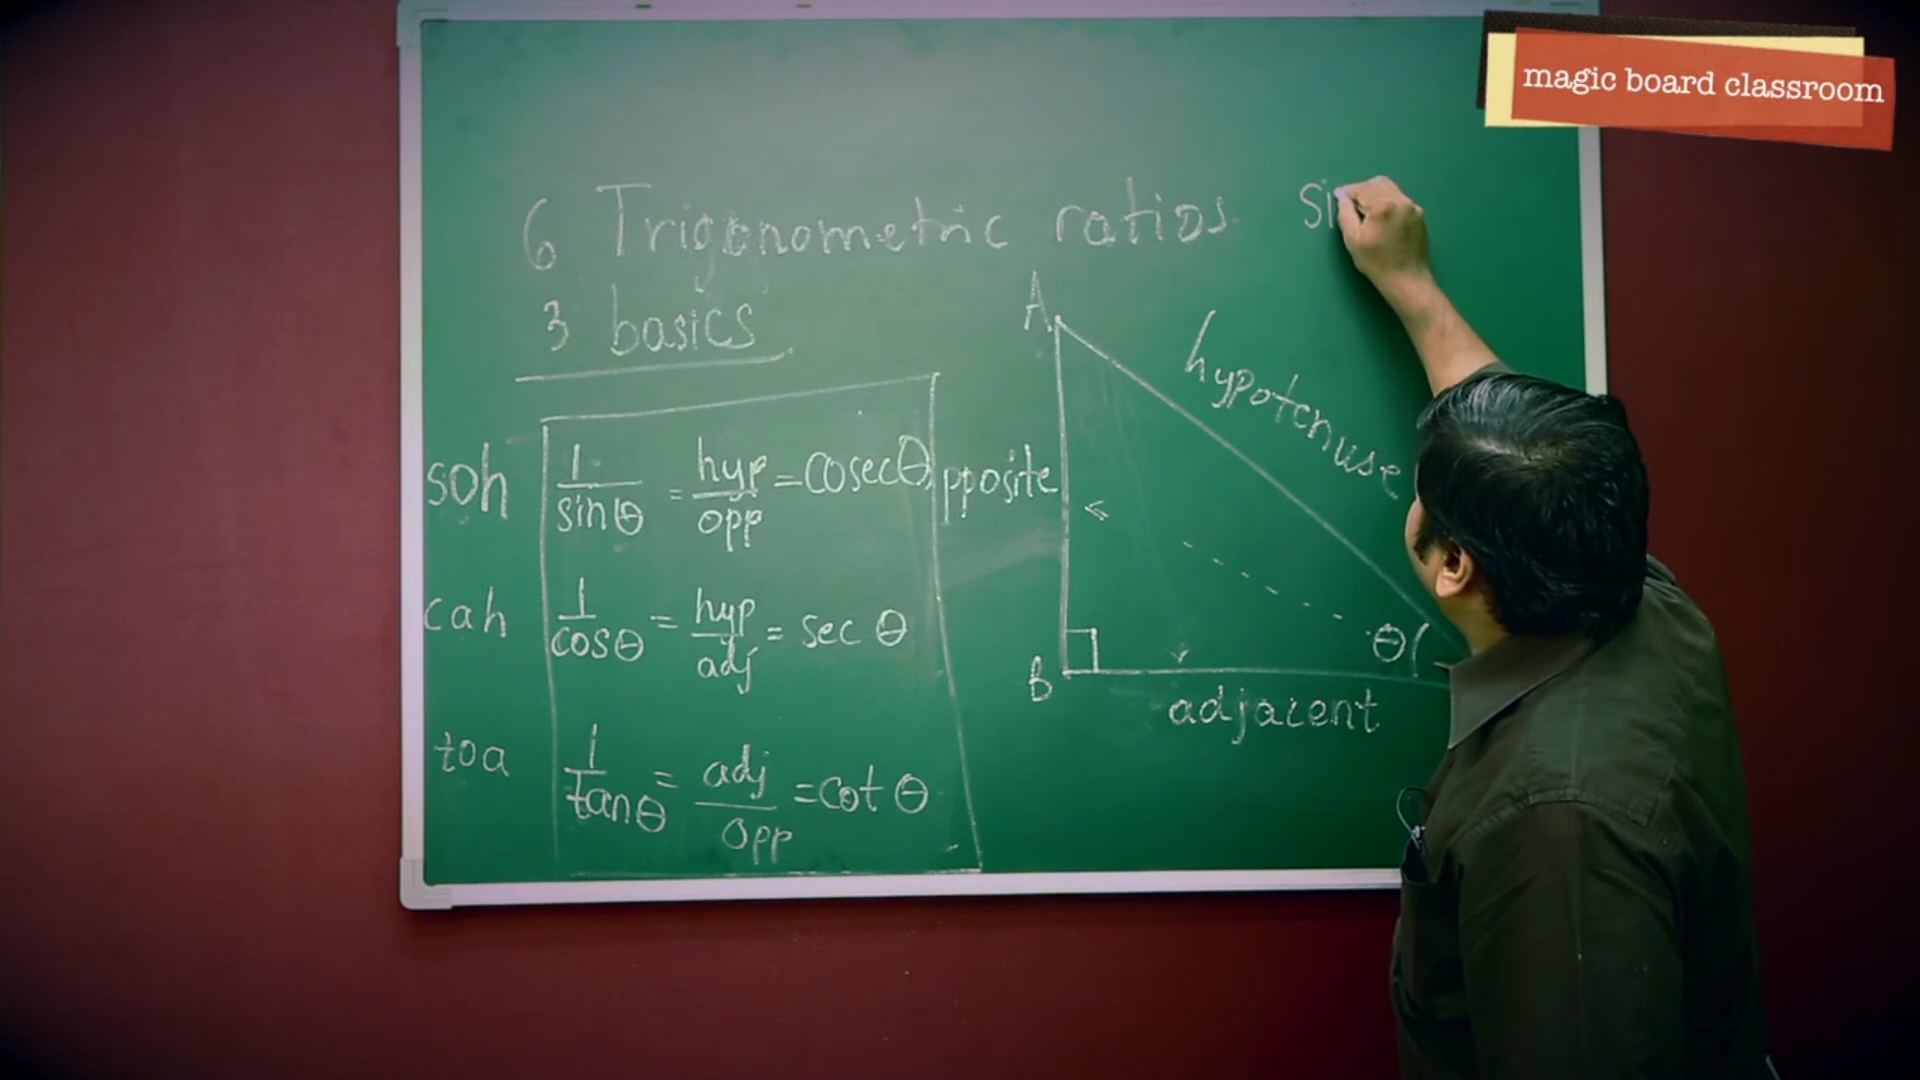 magic board classroom
6 Trigonometric ratios Si
3 basics
A
hypotenuse
soh 1/sinθ = hyp/opp = cosecθ
pposite
cah 1/cosθ = hyp/adj = sec θ
θ
B
adjacent
toa 1/tanθ = adj/opp = cot θ